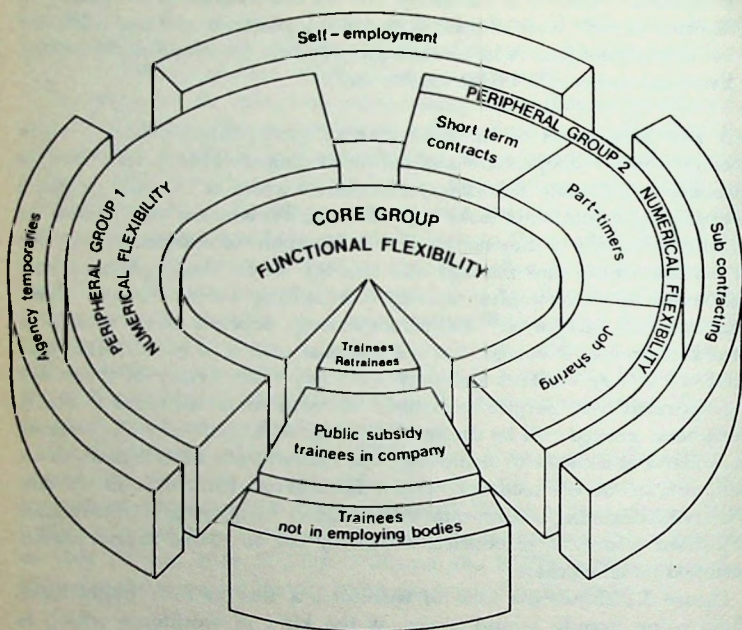 Self-employment
PERIPHERAL GROUP 2
NUMERICAL FLEXIBILITY
Short term
contracts
Part-timers
Job sharing
Sub contracting
Agency temporaries
PERIPHERAL GROUP 1
NUMERICAL FLEXIBILITY
CORE GROUP
FUNCTIONAL FLEXIBILITY
Trainees
Retrainees
Public subsidy
trainees in company
Trainees
not in employing bodies